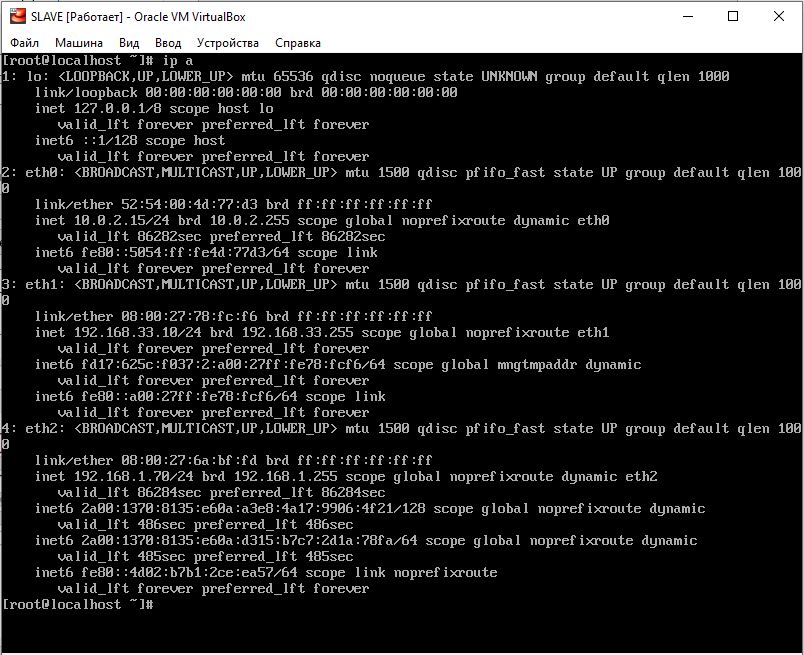 SLAVE [Работает] - Oracle VM VirtualBox
Файл Машина Вид Ввод Устройства Справка
[root@localhost ~]# ip a
1: lo: <LOOPBACK,UP,LOWER_UP> mtu 65536 qdisc noqueue state UNKNOWN group default qlen 1000
    link/loopback 00:00:00:00:00:00 brd 00:00:00:00:00:00
    inet 127.0.0.1/8 scope host lo
       valid_lft forever preferred_lft forever
    inet6 ::1/128 scope host
       valid_lft forever preferred_lft forever
2: eth0: <BROADCAST,MULTICAST,UP,LOWER_UP> mtu 1500 qdisc pfifo_fast state UP group default qlen 100
0
    link/ether 52:54:00:4d:77:d3 brd ff:ff:ff:ff:ff:ff
    inet 10.0.2.15/24 brd 10.0.2.255 scope global noprefixroute dynamic eth0
       valid_lft 86282sec preferred_lft 86282sec
    inet6 fe80::5054:ff:fe4d:77d3/64 scope link
       valid_lft forever preferred_lft forever
3: eth1: <BROADCAST,MULTICAST,UP,LOWER_UP> mtu 1500 qdisc pfifo_fast state UP group default qlen 100
0
    link/ether 08:00:27:78:fc:f6 brd ff:ff:ff:ff:ff:ff
    inet 192.168.33.10/24 brd 192.168.33.255 scope global noprefixroute eth1
       valid_lft forever preferred_lft forever
    inet6 fd17:625c:f037:2:a00:27ff:fe78:fcf6/64 scope global mngtmpaddr dynamic
       valid_lft forever preferred_lft forever
    inet6 fe80::a00:27ff:fe78:fcf6/64 scope link
       valid_lft forever preferred_lft forever
4: eth2: <BROADCAST,MULTICAST,UP,LOWER_UP> mtu 1500 qdisc pfifo_fast state UP group default qlen 100
0
    link/ether 08:00:27:6a:bf:fd brd ff:ff:ff:ff:ff:ff
    inet 192.168.1.70/24 brd 192.168.1.255 scope global noprefixroute dynamic eth2
       valid_lft 86284sec preferred_lft 86284sec
    inet6 2a00:1370:8135:e60a:a3e8:4a17:9906:4f21/128 scope global noprefixroute dynamic
       valid_lft 486sec preferred_lft 486sec
    inet6 2a00:1370:8135:e60a:d315:b7c7:2d1a:78fa/64 scope global noprefixroute dynamic
       valid_lft 485sec preferred_lft 485sec
    inet6 fe80::4d02:b7b1:2ce:ea57/64 scope link noprefixroute
       valid_lft forever preferred_lft forever
[root@localhost ~]#